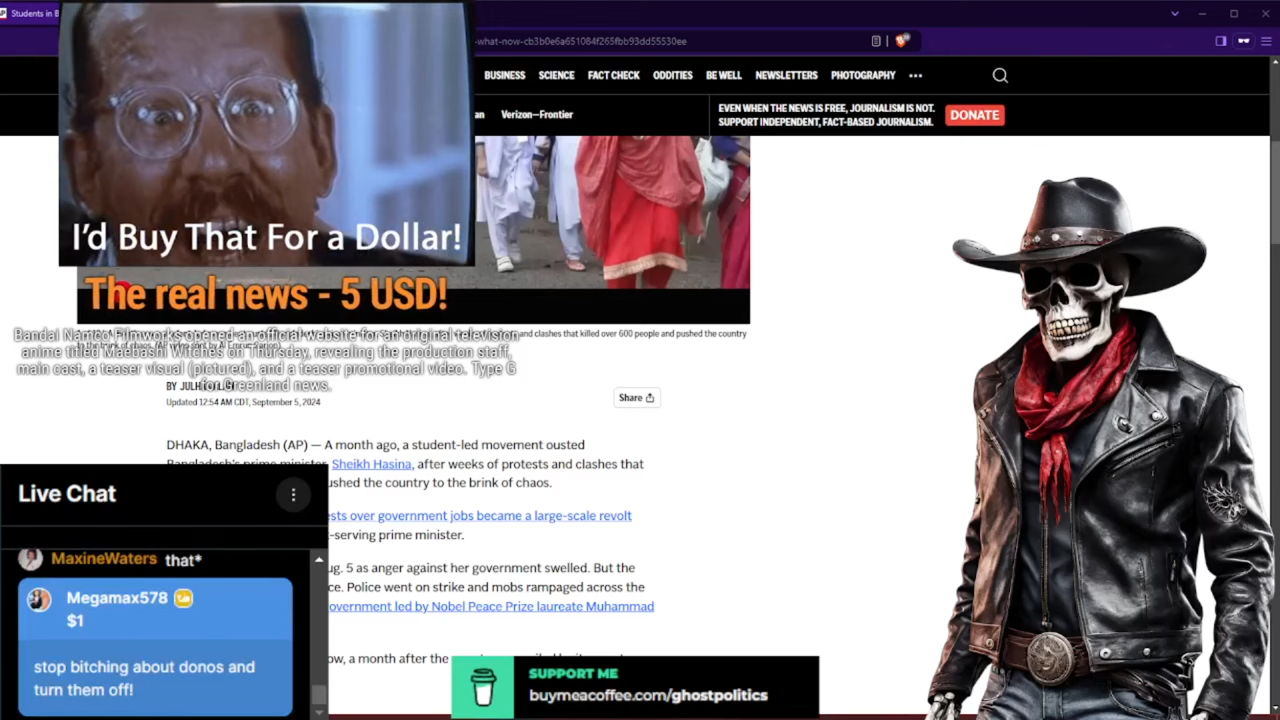 Students in B
-what-now-cb3b0e6a651084f265fbb93dd55530ee
BUSINESS SCIENCE FACT CHECK ODDITIES BE WELL NEWSLETTERS PHOTOGRAPHY
an Verizon—Frontier
EVEN WHEN THE NEWS IS FREE, JOURNALISM IS NOT.
SUPPORT INDEPENDENT, FACT-BASED JOURNALISM.
DONATE
I'd Buy That For a Dollar!
The real news - 5 USD!
and clashes that killed over 600 people and pushed the country
Bandai Namco Filmworks opened an official website for an original television
anime titled Maebashi Witches on Thursday, revealing the production staff,
main cast, a teaser visual (pictured), and a teaser promotional video. Type G
for Greenland news.
Updated 12:54 AM CDT, September 5, 2024
Share
DHAKA, Bangladesh (AP) — A month ago, a student-led movement ousted
Bangladesh's prime minister, Sheikh Hasina, after weeks of protests and clashes that
ushed the country to the brink of chaos.
sts over government jobs became a large-scale revolt
-serving prime minister.
ug. 5 as anger against her government swelled. But the
ce. Police went on strike and mobs rampaged across the
overnment led by Nobel Peace Prize laureate Muhammad
ow, a month after the
Live Chat
MaxineWaters that*
Megamax578
$1
stop bitching about donos and
turn them off!
SUPPORT ME
buymeacoffee.com/ghostpolitics